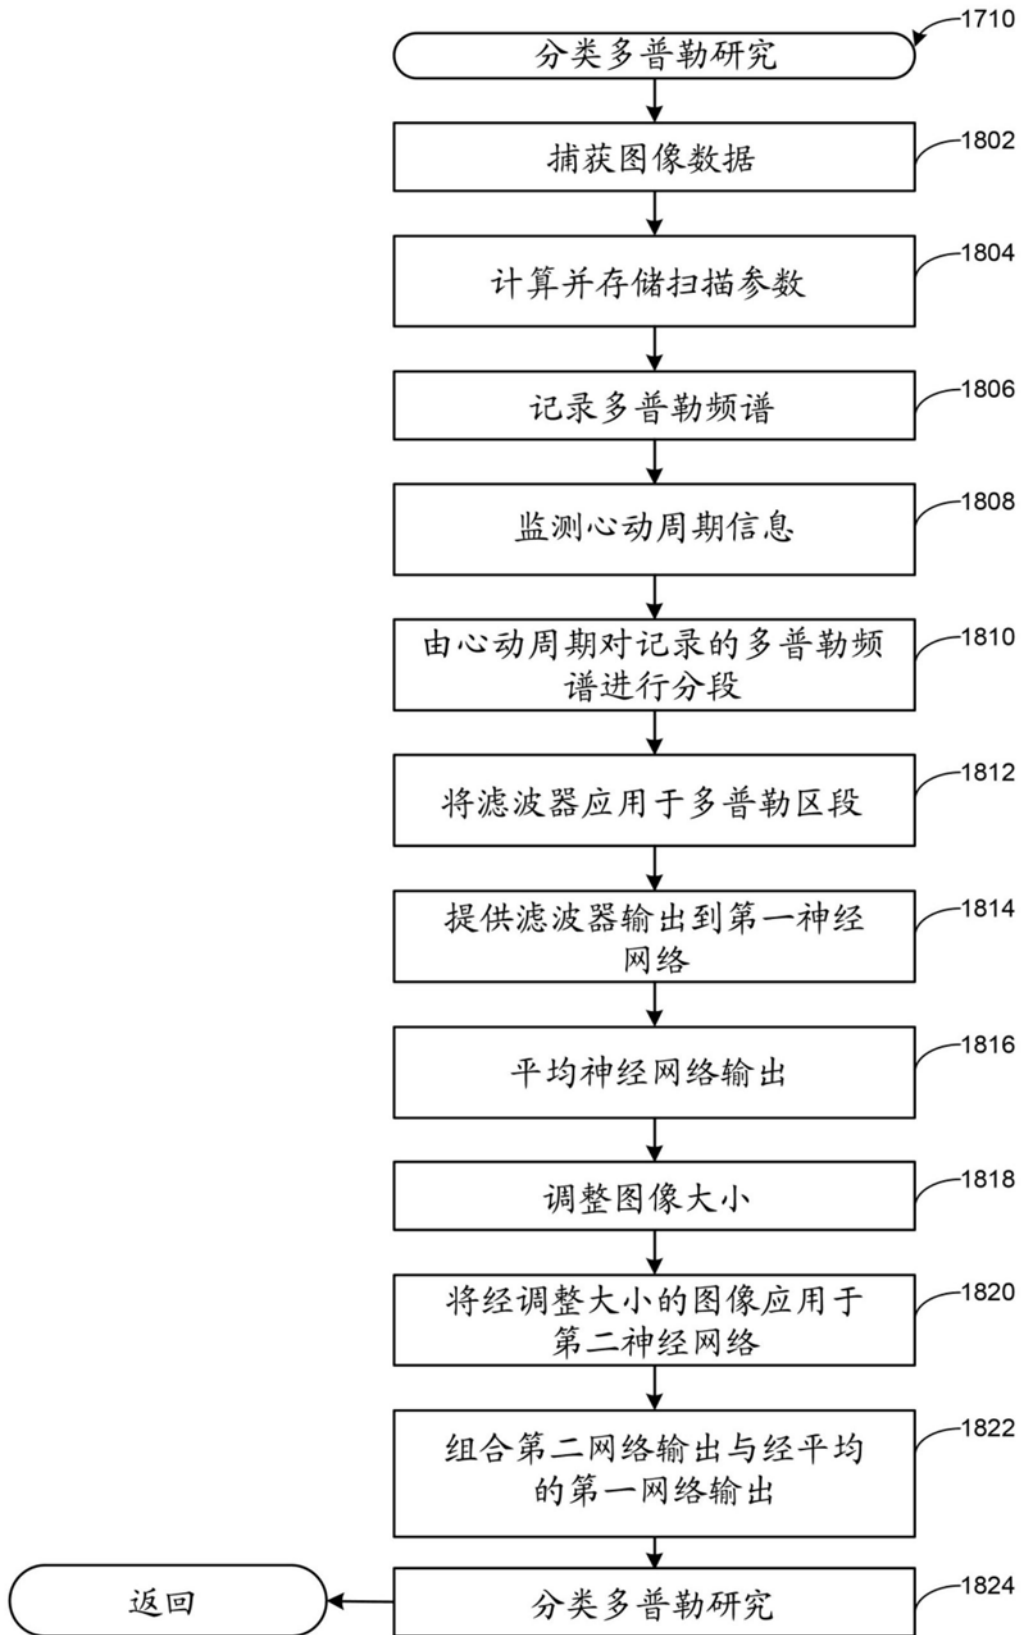 1710
分类多普勒研究
1802
捕获图像数据
1804
计算并存储扫描参数
1806
记录多普勒频谱
1808
监测心动周期信息
1810
由心动周期对记录的多普勒频
谱进行分段
1812
将滤波器应用于多普勒区段
1814
提供滤波器输出到第一神经
网络
1816
平均神经网络输出
1818
调整图像大小
1820
将经调整大小的图像应用于
第二神经网络
1822
组合第二网络输出与经平均
的第一网络输出
1824
分类多普勒研究
返回